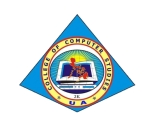 COLLEGE OF COMPUTER STUDIES
UA